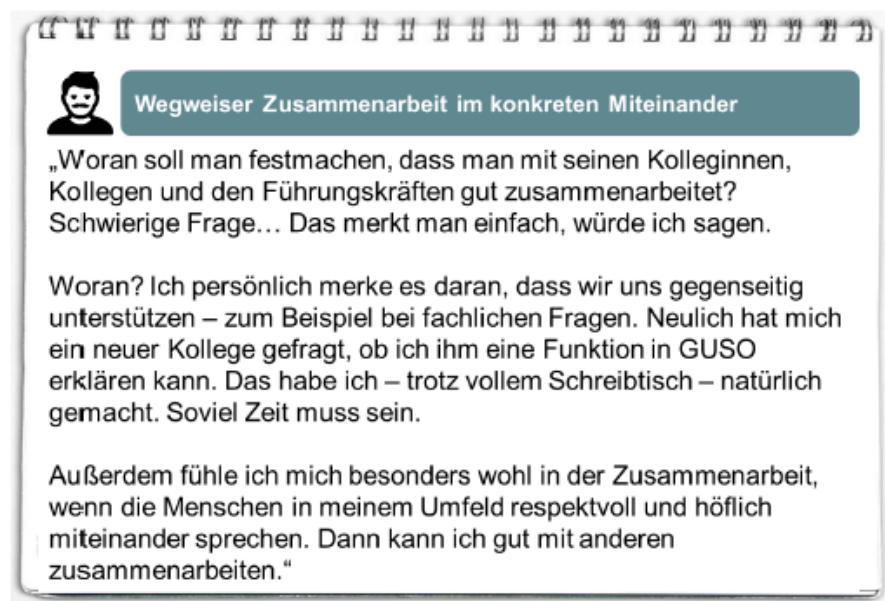 Wegweiser Zusammenarbeit im konkreten Miteinander
„Woran soll man festmachen, dass man mit seinen Kolleginnen,
Kollegen und den Führungskräften gut zusammenarbeitet?
Schwierige Frage… Das merkt man einfach, würde ich sagen.
Woran? Ich persönlich merke es daran, dass wir uns gegenseitig
unterstützen – zum Beispiel bei fachlichen Fragen. Neulich hat mich
ein neuer Kollege gefragt, ob ich ihm eine Funktion in GUSO
erklären kann. Das habe ich – trotz vollem Schreibtisch – natürlich
gemacht. Soviel Zeit muss sein.
Außerdem fühle ich mich besonders wohl in der Zusammenarbeit,
wenn die Menschen in meinem Umfeld respektvoll und höflich
miteinander sprechen. Dann kann ich gut mit anderen
zusammenarbeiten.“